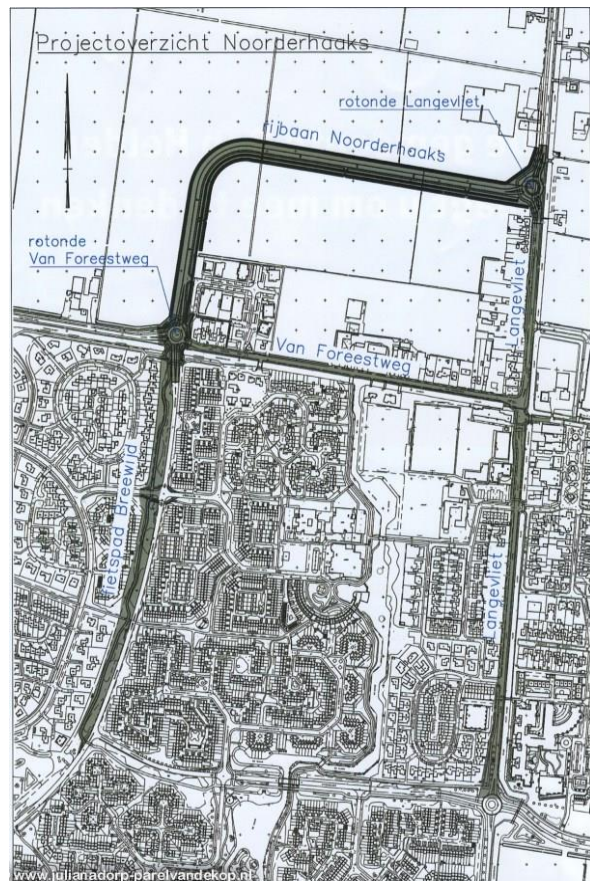 Projectoverzicht Noorderhaaks
rotonde Langevliet
rijbaan Noorderhaaks
rotonde
Van Foreestweg
Langevliet
Van Foreestweg
fietspad Breewijd
Langevliet
www.julianadorp-parelvandekop.nl